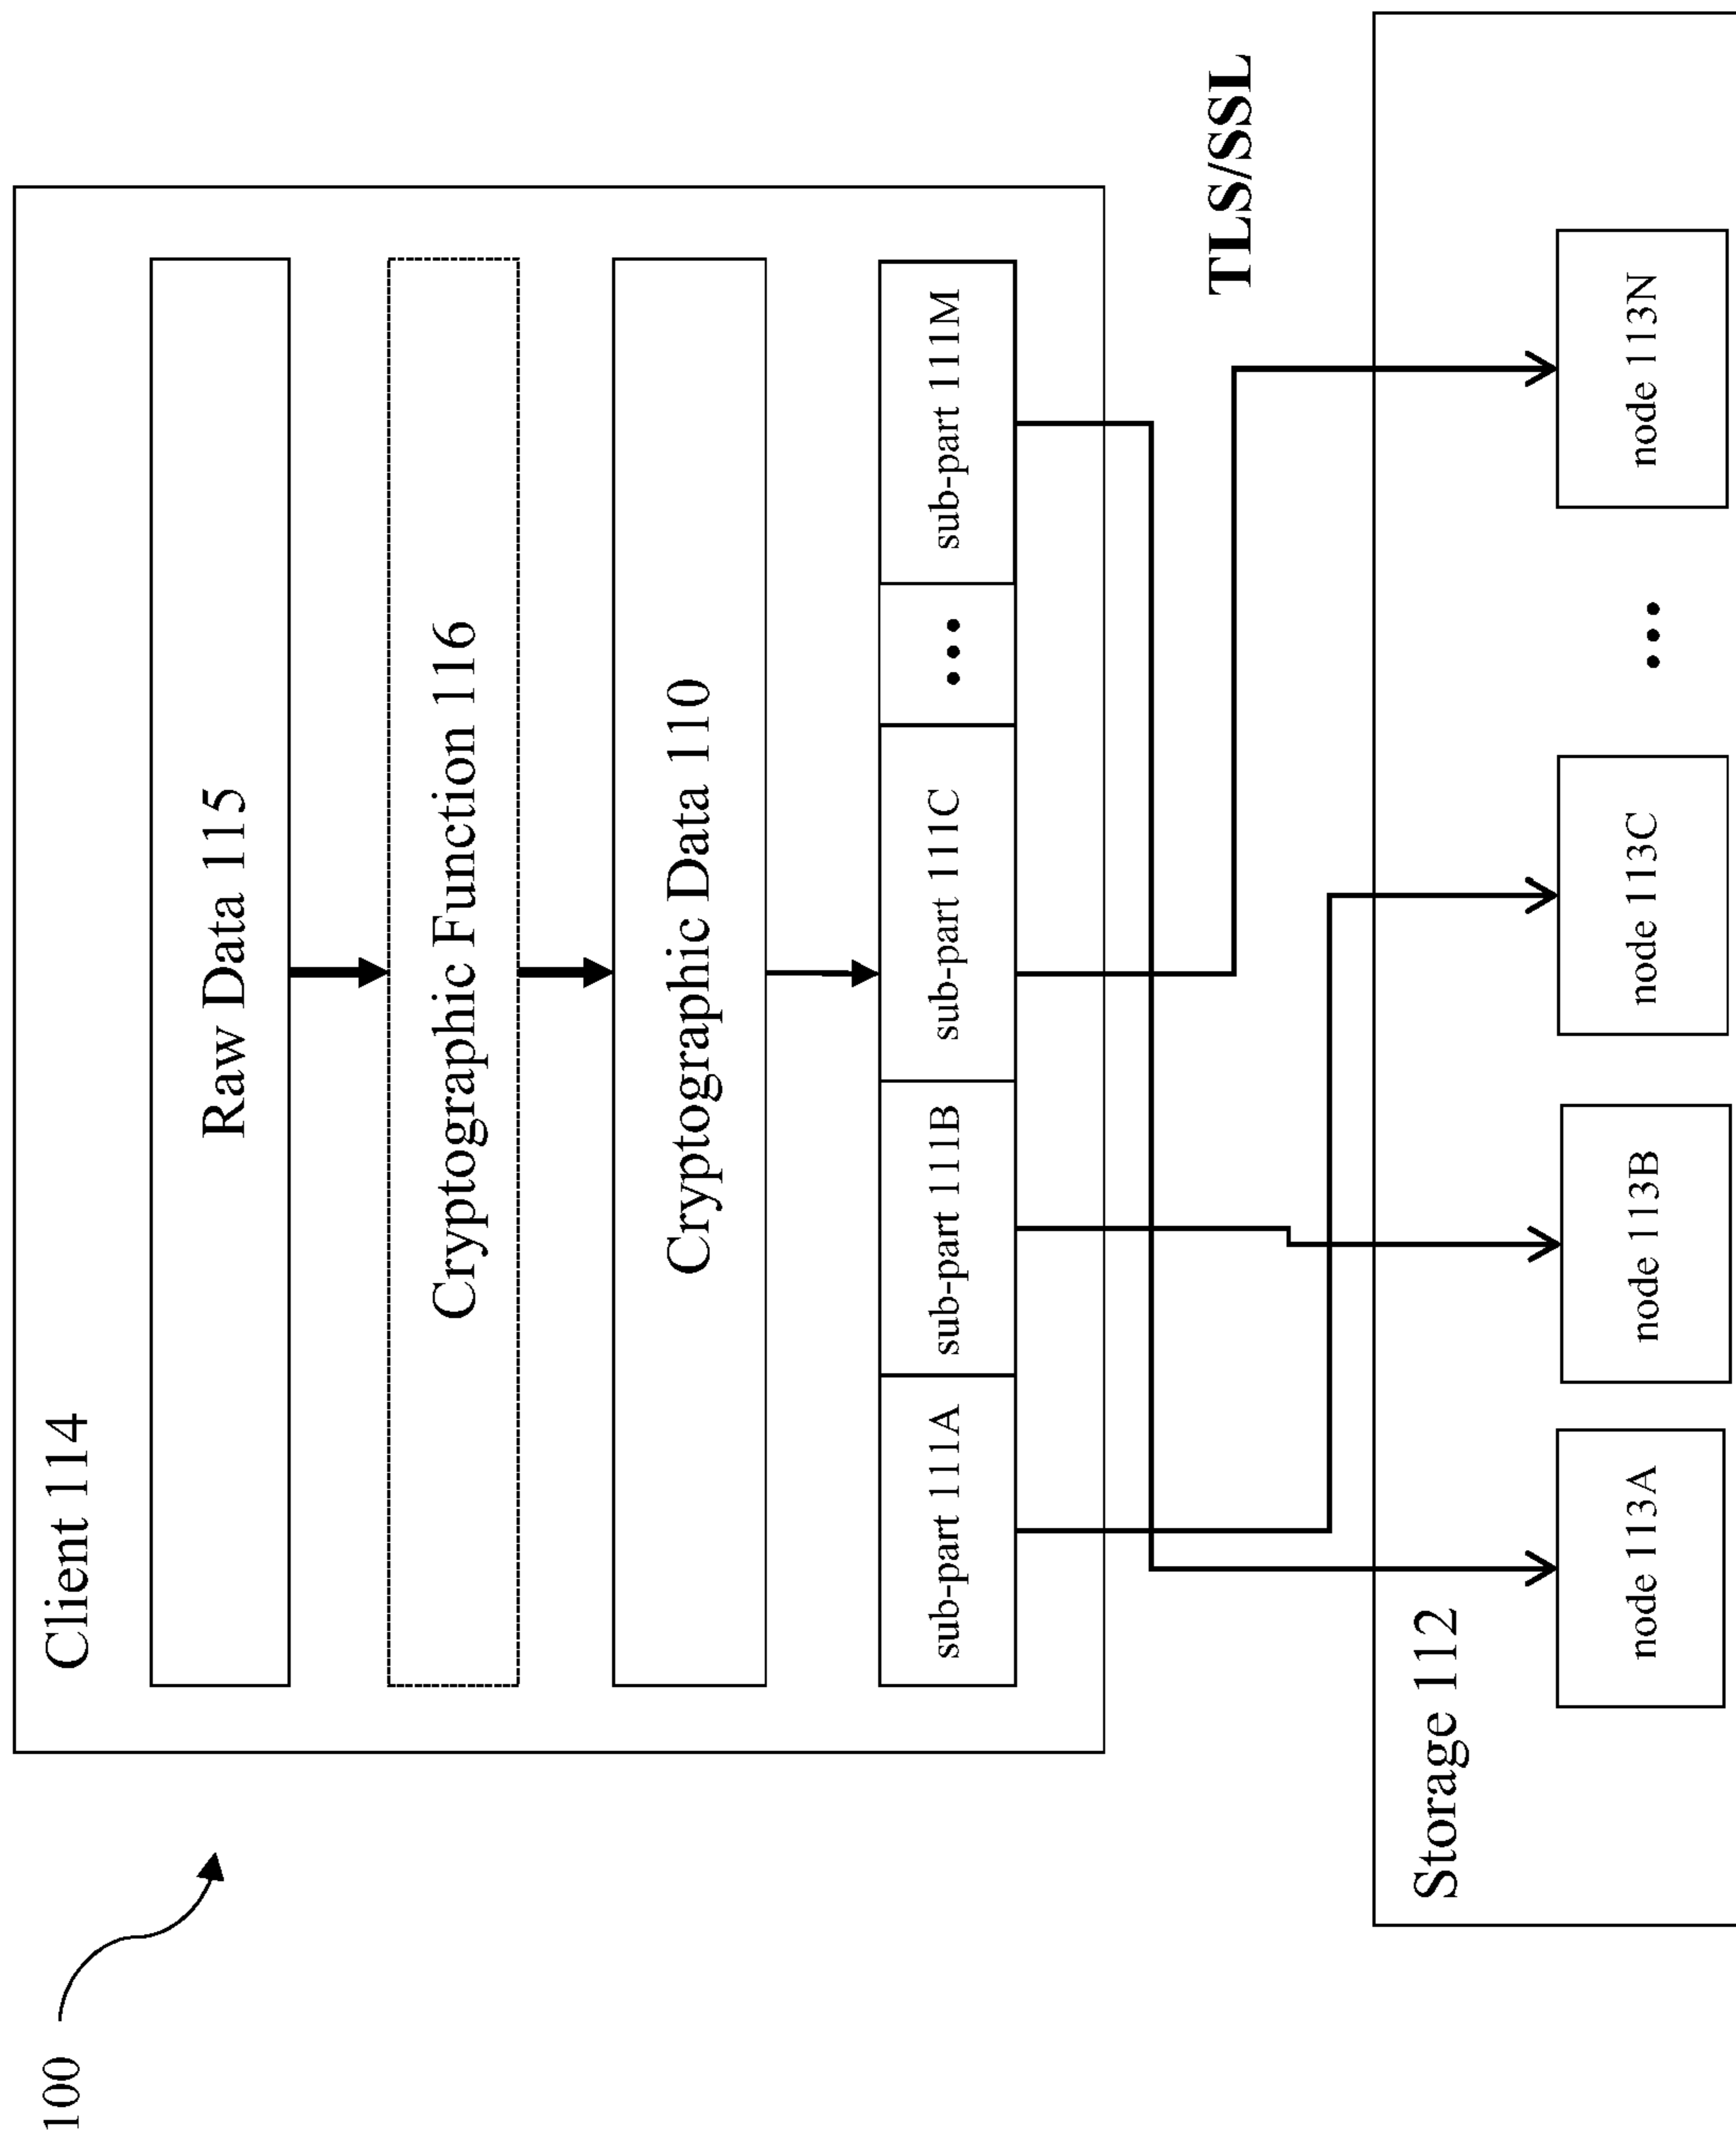 100
Client 114
Raw Data 115
Cryptographic Function 116
Cryptographic Data 110
sub-part 111A
sub-part 111B
sub-part 111C
...
sub-part 111M
TLS/SSL
Storage 112
node 113A
node 113B
node 113C
...
node 113N